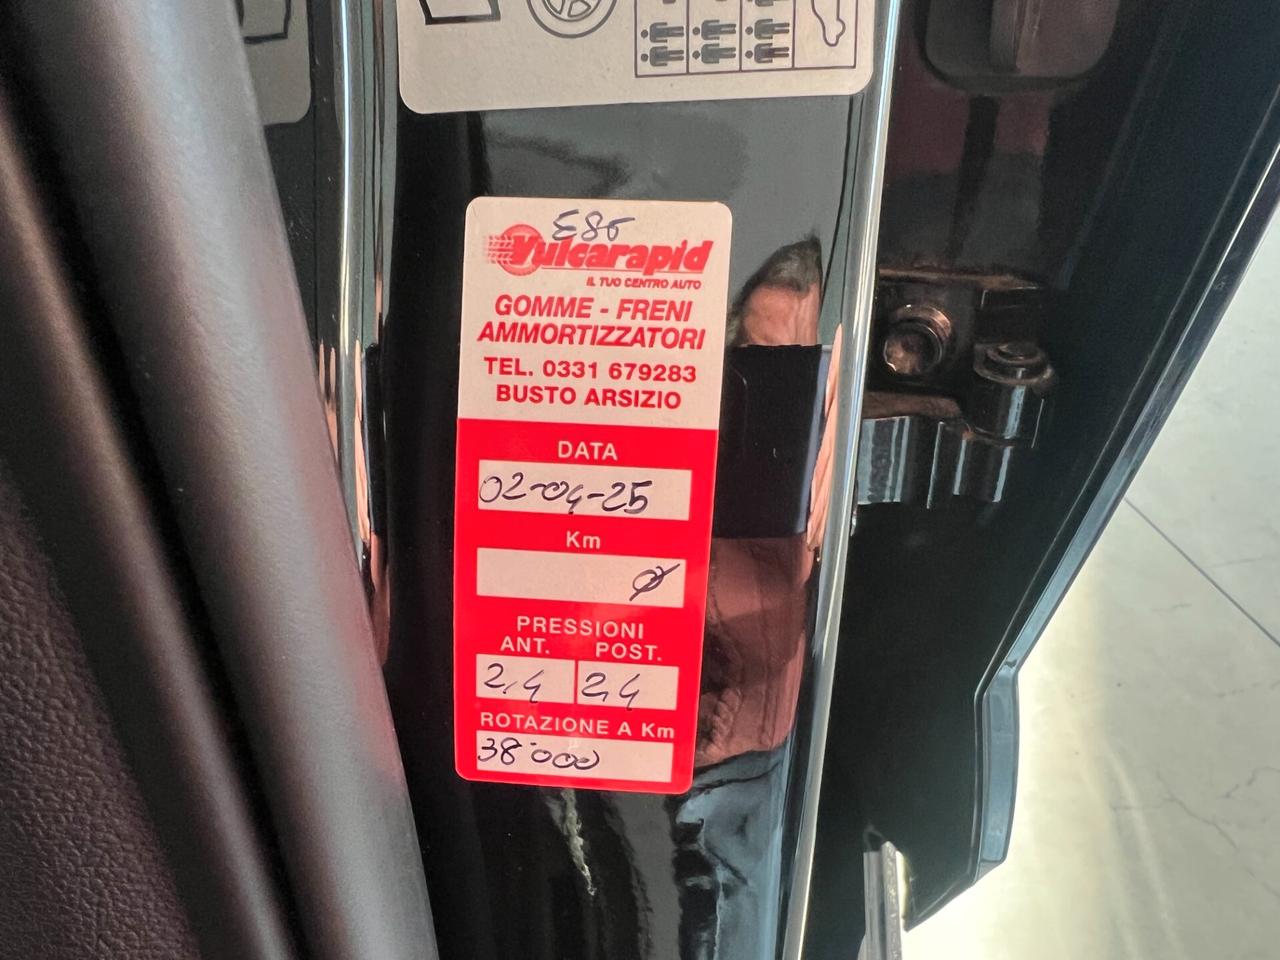 E86
Vulcarapid
IL TUO CENTRO AUTO
GOMME - FRENI
AMMORTIZZATORI
TEL. 0331 679283
BUSTO ARSIZIO
DATA
02-04-25
Km
Ø
PRESSIONI
ANT. POST.
2,4 2,4
ROTAZIONE A Km
38'000